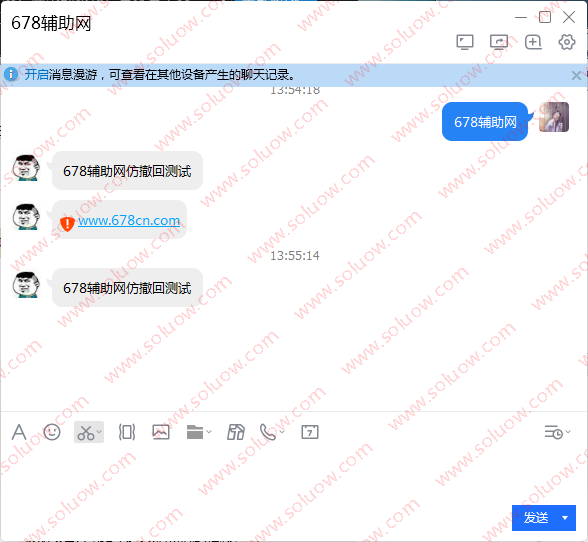 678辅助网
开启消息漫游，可查看在其他设备产生的聊天记录。
13:54:18
678辅助网
678辅助网仿撤回测试
www.678cn.com
13:55:14
678辅助网仿撤回测试
发送
www.soluow.com